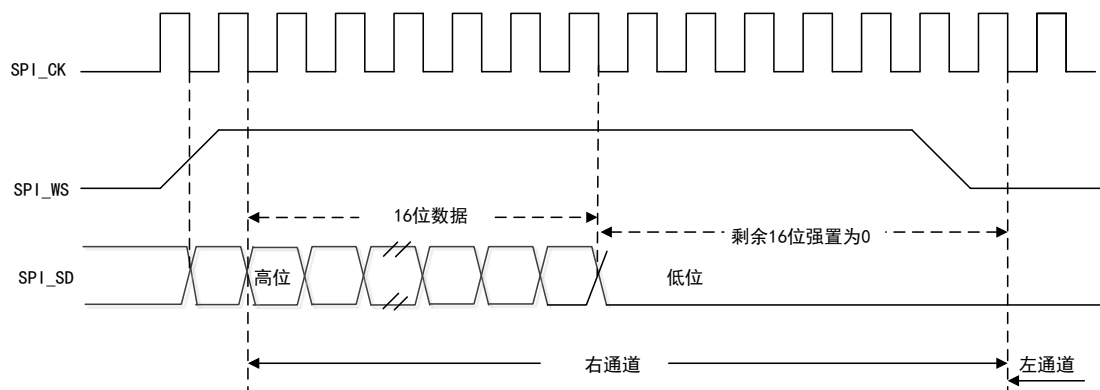 SPI_CK
SPI_WS
16位数据
剩余16位强置为0
SPI_SD
高位
低位
右通道
左通道